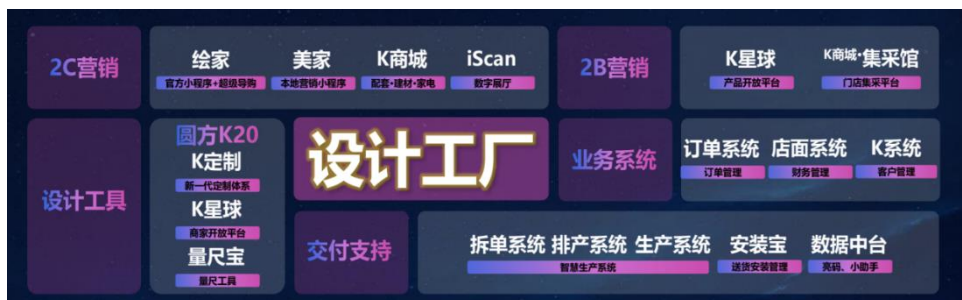 2C营销
绘家 美家 K商城 iScan
官方小程序+超级导购 本地营销小程序 配套·建材·家电 数字展厅
2B营销
K星球 K商城·集采馆
产品开放平台 门店集采平台
设计工具
圆方K20
K定制
新一代定制体系
K星球
商家开放平台
量尺宝
量尺工具
设计工厂
业务系统
订单系统 店面系统 K系统
订单管理 财务管理 客户管理
交付支持
拆单系统 排产系统 生产系统 安装宝 数据中台
智慧生产系统 送货安装管理 亮码、小助手